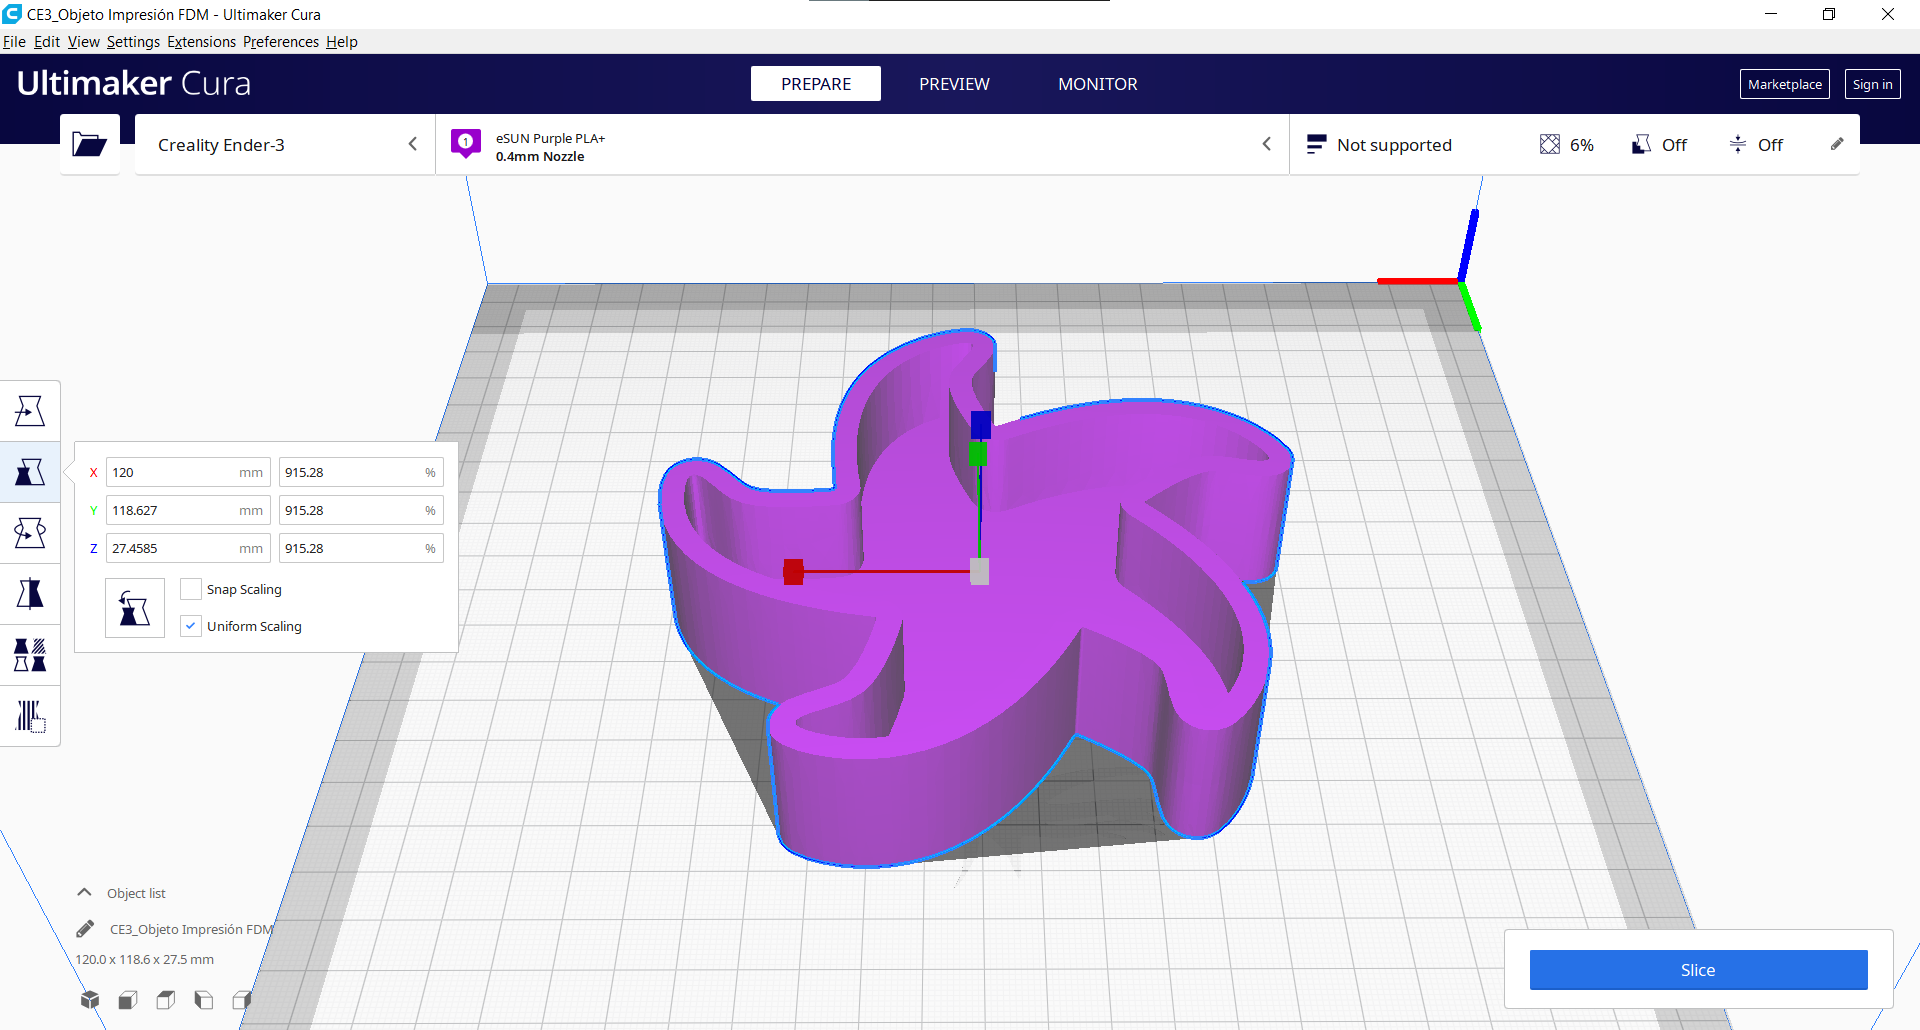 CE3_Objeto Impresión FDM - Ultimaker Cura
File Edit View Settings Extensions Preferences Help
Ultimaker Cura
PREPARE PREVIEW MONITOR
Marketplace Sign in
Creality Ender-3
1
eSUN Purple PLA+
0.4mm Nozzle
Not supported 6% Off Off
X 120 mm 915.28 %
Y 118.627 mm 915.28 %
Z 27.4585 mm 915.28 %
Snap Scaling
Uniform Scaling
Object list
CE3_Objeto Impresión FDM
120.0 x 118.6 x 27.5 mm
Slice